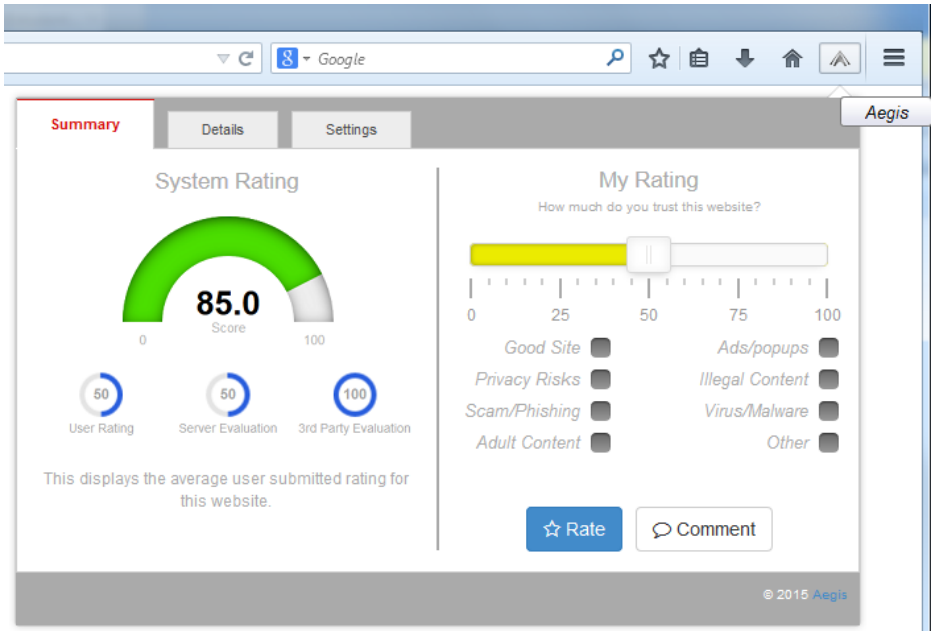 Google
Aegis
Summary
Details
Settings
System Rating
85.0
Score
0
100
50
50
100
User Rating
Server Evaluation
3rd Party Evaluation
This displays the average user submitted rating for
this website.
My Rating
How much do you trust this website?
0
25
50
75
100
Good Site
Ads/popups
Privacy Risks
Illegal Content
Scam/Phishing
Virus/Malware
Adult Content
Other
Rate
Comment
© 2015 Aegis